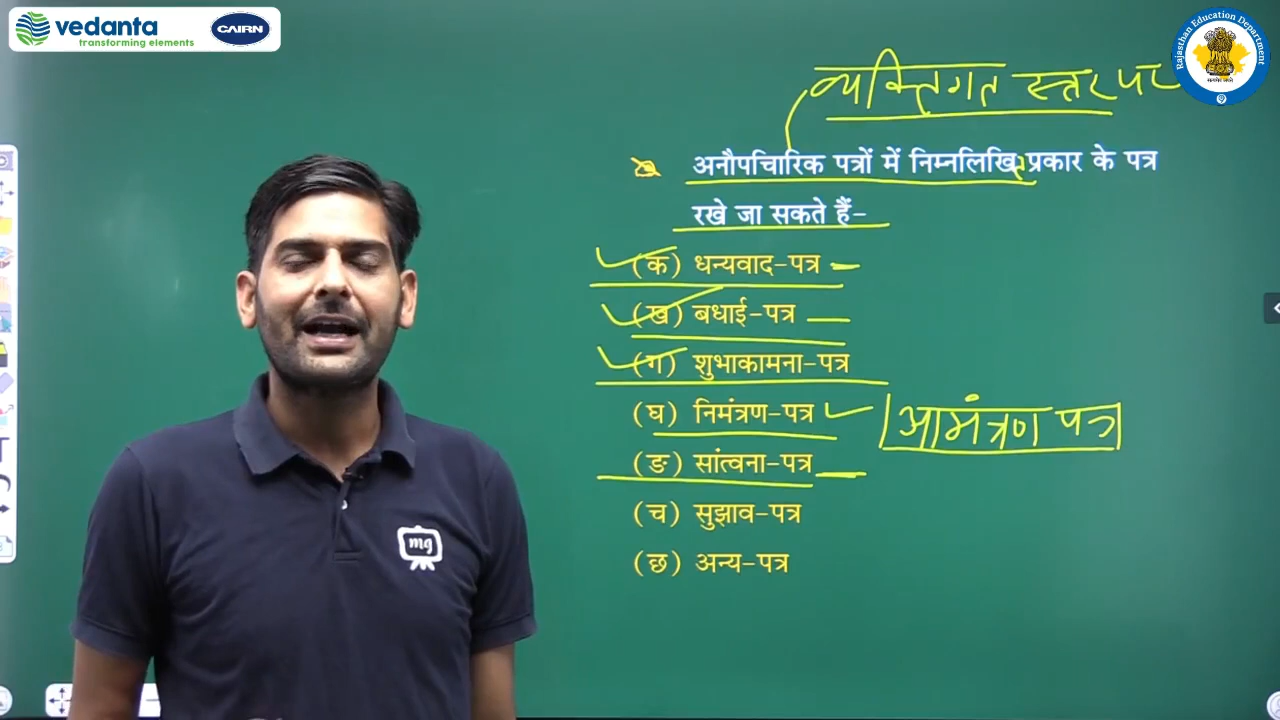 vedanta
transforming elements
CAIRN
Rajasthan Education Department
व्यक्तिगत स्तर पर
अनौपचारिक पत्रों में निम्नलिखित प्रकार के पत्र
रखे जा सकते हैं-
(क) धन्यवाद-पत्र
(ख) बधाई-पत्र
(ग) शुभाकामना-पत्र
(घ) निमंत्रण-पत्र
आमंत्रण पत्र
(ङ) सांत्वना-पत्र
(च) सुझाव-पत्र
(छ) अन्य-पत्र
mg